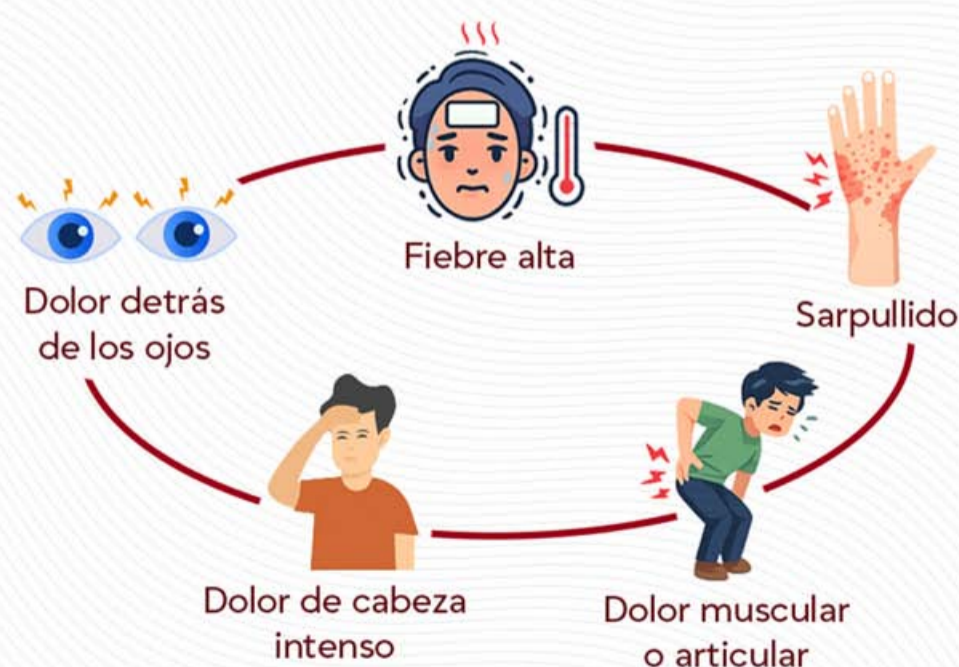 Fiebre alta
Dolor detrás
de los ojos
Sarpullido
Dolor de cabeza
intenso
Dolor muscular
o articular